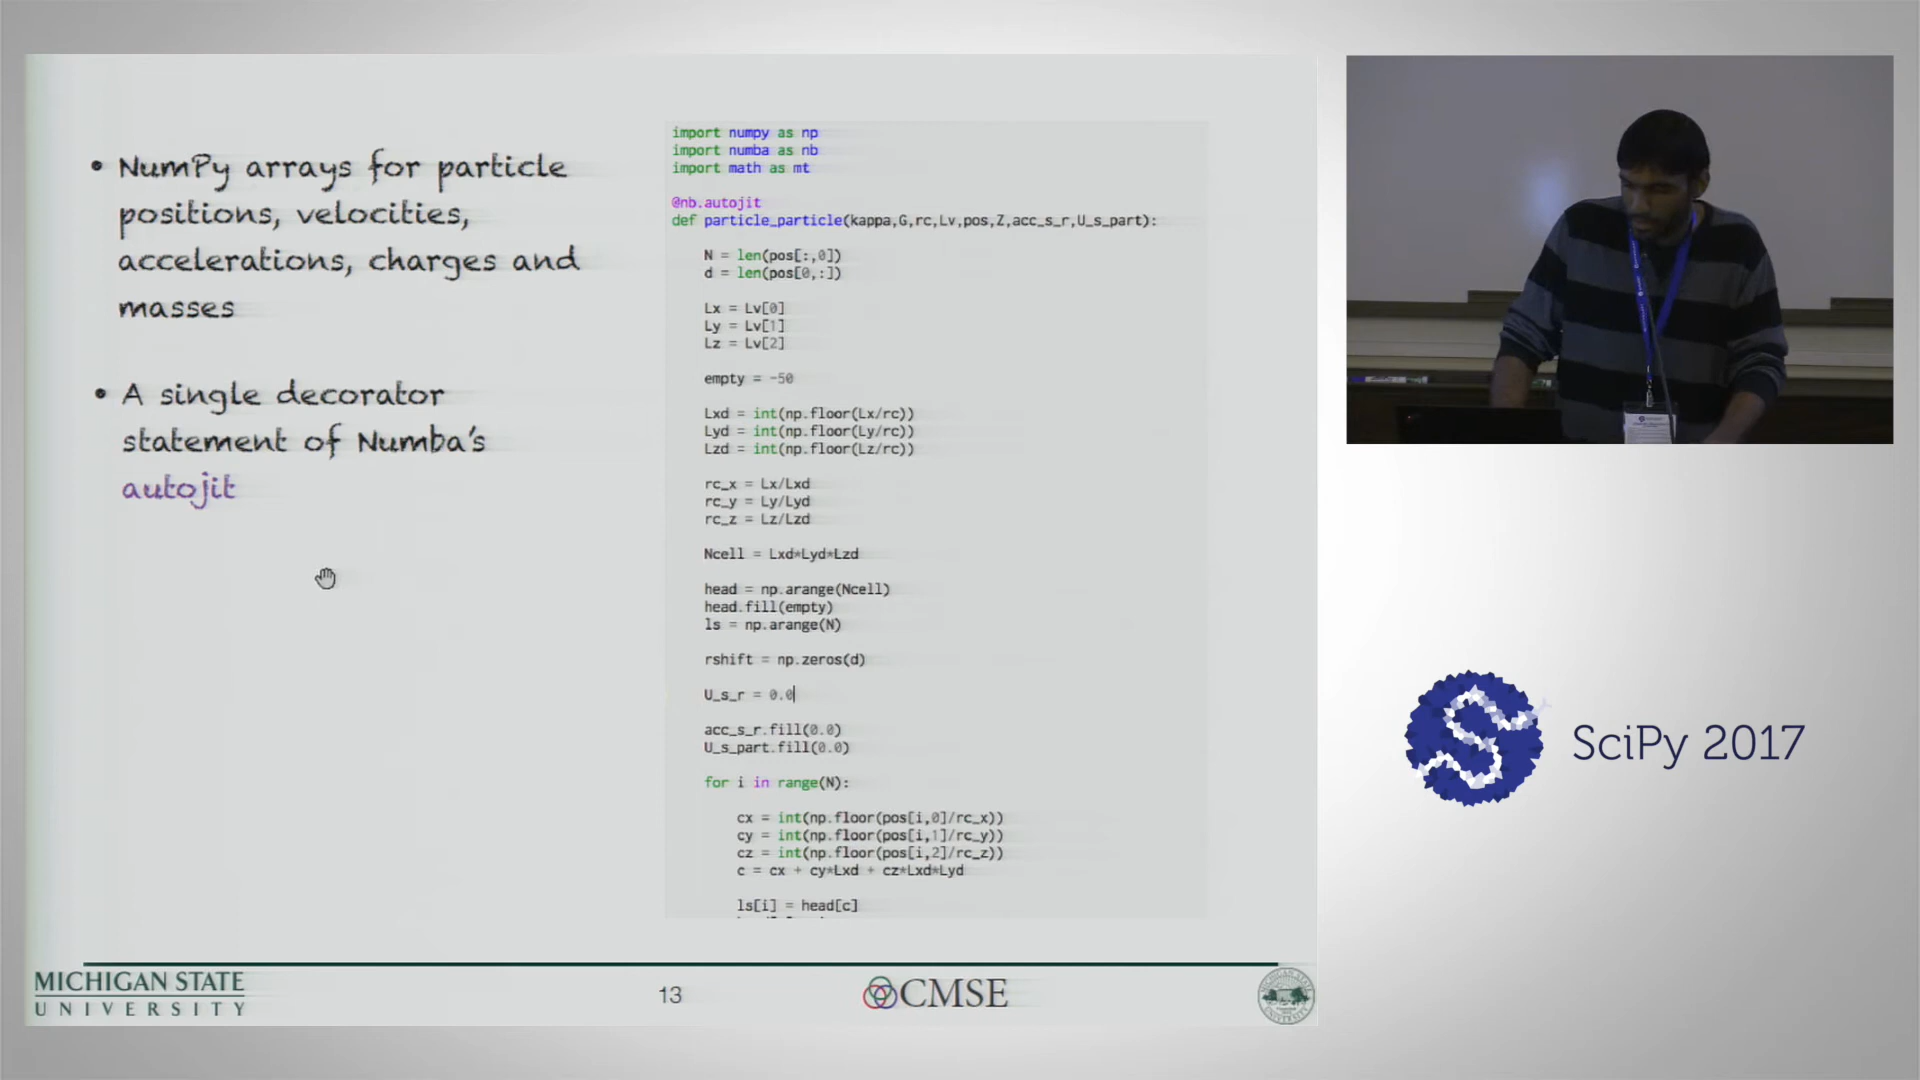 • NumPy arrays for particle
positions, velocities,
accelerations, charges and
masses
• A single decorator
statement of Numba's
autojit
import numpy as np
import numba as nb
import math as mt
@nb.autojit
def particle_particle(kappa,G,rc,Lv,pos,Z,acc_s_r,U_s_part):
N = len(pos[:,0])
d = len(pos[0,:])
Lx = Lv[0]
Ly = Lv[1]
Lz = Lv[2]
empty = -50
Lxd = int(np.floor(Lx/rc))
Lyd = int(np.floor(Ly/rc))
Lzd = int(np.floor(Lz/rc))
rc_x = Lx/Lxd
rc_y = Ly/Lyd
rc_z = Lz/Lzd
Ncell = Lxd*Lyd*Lzd
head = np.arange(Ncell)
head.fill(empty)
ls = np.arange(N)
rshift = np.zeros(d)
U_s_r = 0.0
acc_s_r.fill(0.0)
U_s_part.fill(0.0)
for i in range(N):
cx = int(np.floor(pos[i,0]/rc_x))
cy = int(np.floor(pos[i,1]/rc_y))
cz = int(np.floor(pos[i,2]/rc_z))
c = cx + cy*Lxd + cz*Lxd*Lyd
ls[i] = head[c]
MICHIGAN STATE
UNIVERSITY
13
CMSE
SciPy 2017